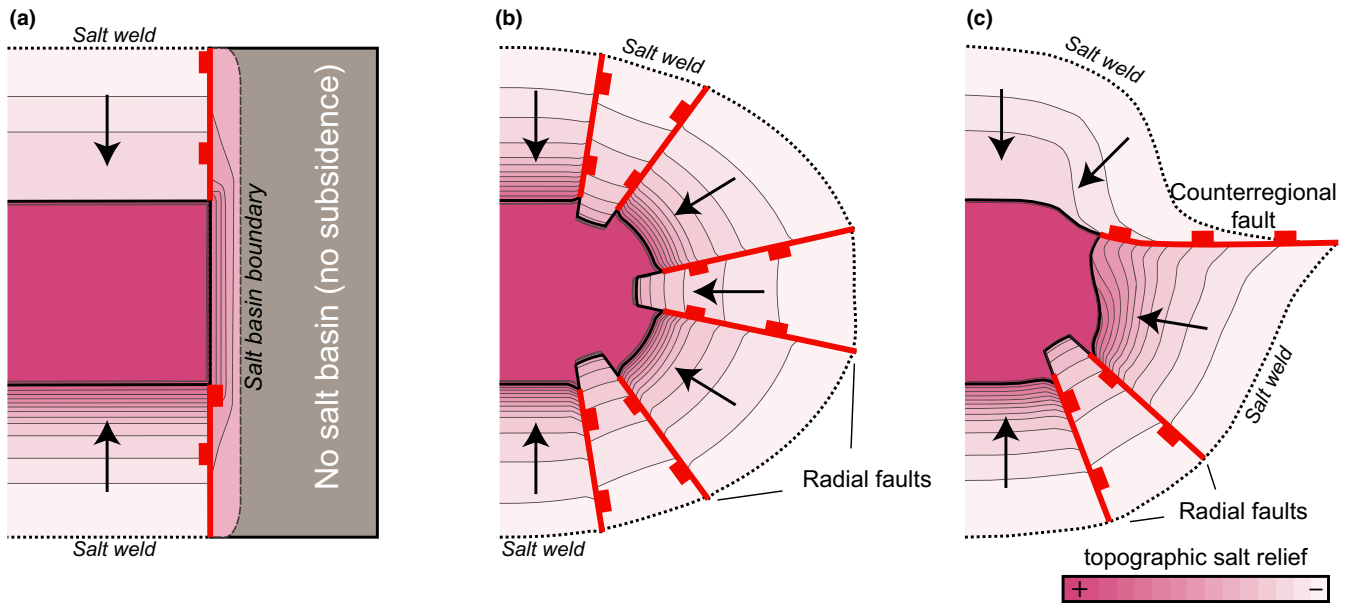 (a)
Salt weld
Salt basin boundary
No salt basin (no subsidence)
Salt weld
(b)
Salt weld
Radial faults
Salt weld
(c)
Salt weld
Counterregional
fault
Salt weld
Radial faults
topographic salt relief
+ −